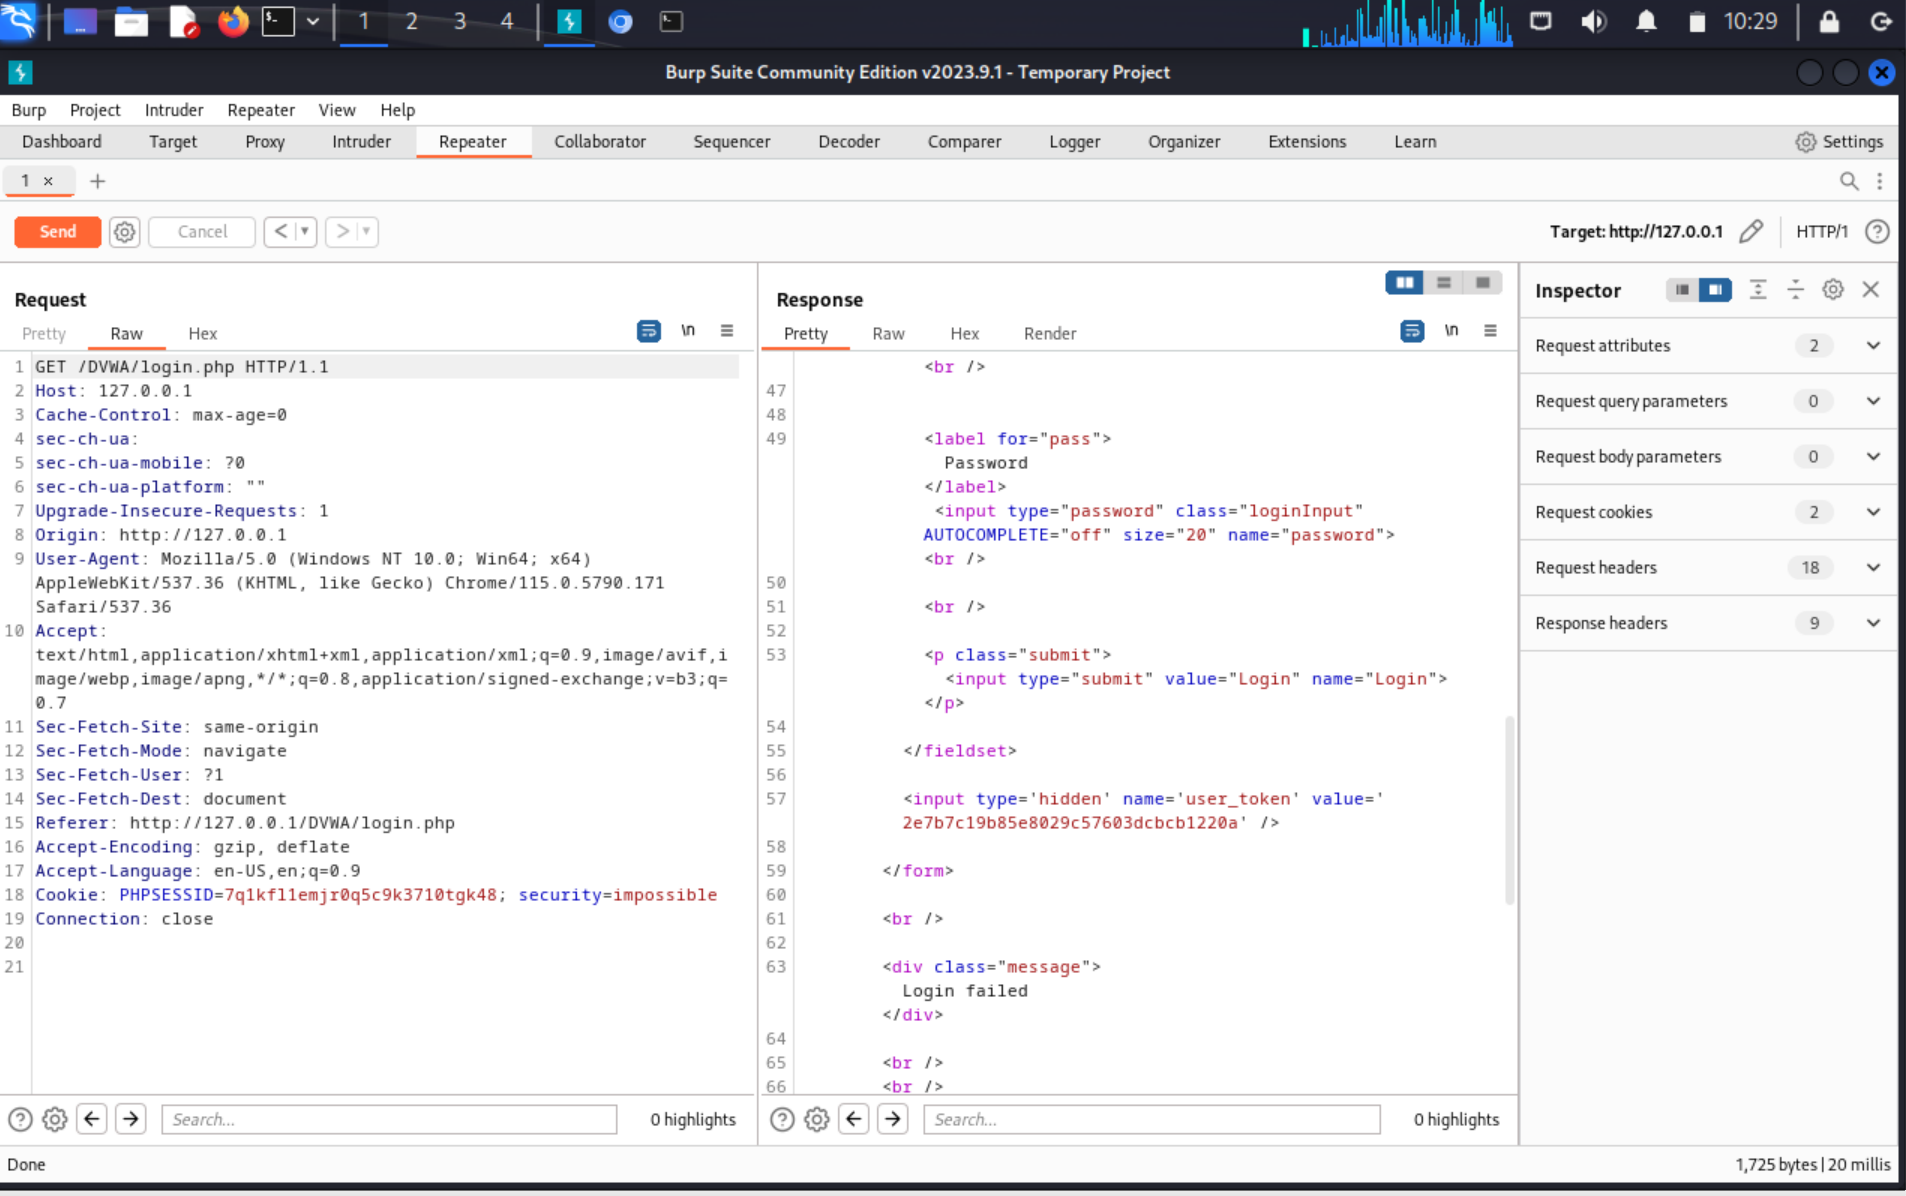 1 2 3 4 10:29
Burp Suite Community Edition v2023.9.1 - Temporary Project
Burp Project Intruder Repeater View Help
Dashboard Target Proxy Intruder Repeater Collaborator Sequencer Decoder Comparer Logger Organizer Extensions Learn Settings
1 × +
Send Cancel < > Target: http://127.0.0.1 HTTP/1 ?
Request
Pretty Raw Hex \n
1 GET /DVWA/login.php HTTP/1.1
2 Host: 127.0.0.1
3 Cache-Control: max-age=0
4 sec-ch-ua:
5 sec-ch-ua-mobile: ?0
6 sec-ch-ua-platform: ""
7 Upgrade-Insecure-Requests: 1
8 Origin: http://127.0.0.1
9 User-Agent: Mozilla/5.0 (Windows NT 10.0; Win64; x64)
AppleWebKit/537.36 (KHTML, like Gecko) Chrome/115.0.5790.171
Safari/537.36
10 Accept:
text/html,application/xhtml+xml,application/xml;q=0.9,image/avif,i
mage/webp,image/apng,*/*;q=0.8,application/signed-exchange;v=b3;q=
0.7
11 Sec-Fetch-Site: same-origin
12 Sec-Fetch-Mode: navigate
13 Sec-Fetch-User: ?1
14 Sec-Fetch-Dest: document
15 Referer: http://127.0.0.1/DVWA/login.php
16 Accept-Encoding: gzip, deflate
17 Accept-Language: en-US,en;q=0.9
18 Cookie: PHPSESSID=7q1kfl1emjr0q5c9k3710tgk48; security=impossible
19 Connection: close
20
21
? Search... 0 highlights
Response
Pretty Raw Hex Render \n
<br />
47
48
49 <label for="pass">
Password
</label>
<input type="password" class="loginInput"
AUTOCOMPLETE="off" size="20" name="password">
<br />
50
51 <br />
52
53 <p class="submit">
<input type="submit" value="Login" name="Login">
</p>
54
55 </fieldset>
56
57 <input type='hidden' name='user_token' value='
2e7b7c19b85e8029c57603dcbcb1220a' />
58
59 </form>
60
61 <br />
62
63 <div class="message">
Login failed
</div>
64
65 <br />
66 <br />
? Search... 0 highlights
Inspector
Request attributes 2
Request query parameters 0
Request body parameters 0
Request cookies 2
Request headers 18
Response headers 9
Done 1,725 bytes | 20 millis